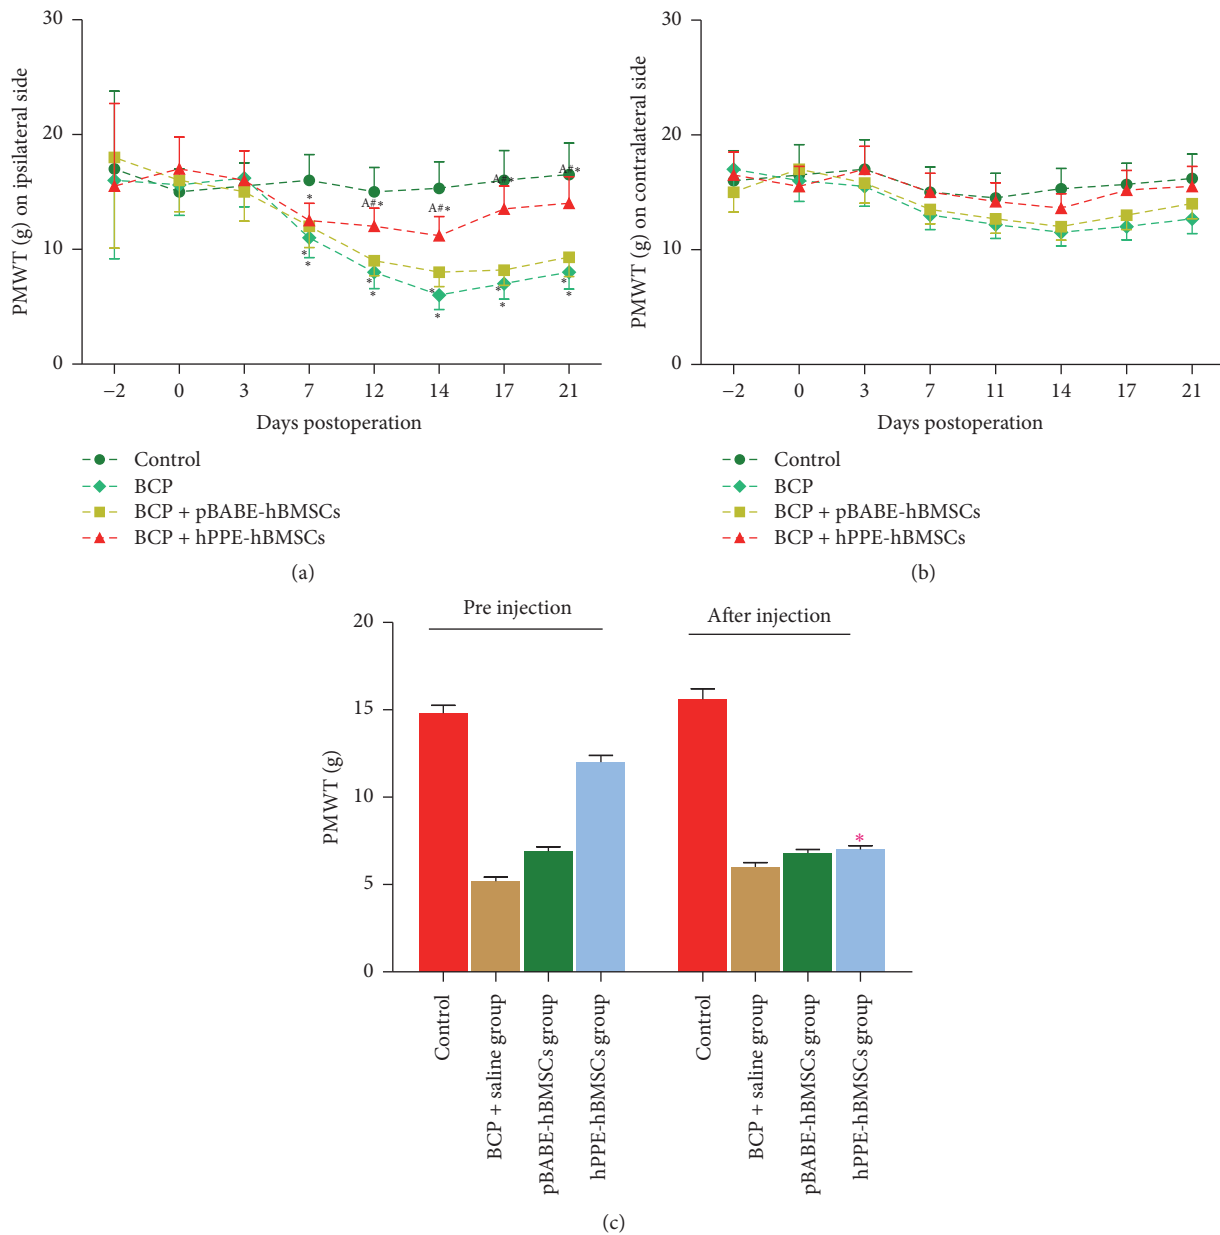 30
20
10
0
PMWT (g) on ipsilateral side
A#*
A#*
A#*
A#*
*
*
*
*
*
*
*
*
*
*
*
−2 0 3 7 12 14 17 21
Days postoperation
Control
BCP
BCP + pBABE-hBMSCs
BCP + hPPE-hBMSCs
(a)
30
20
10
0
PMWT (g) on contralateral side
−2 0 3 7 11 14 17 21
Days postoperation
Control
BCP
BCP + pBABE-hBMSCs
BCP + hPPE-hBMSCs
(b)
Pre injection
After injection
20
15
10
5
0
PMWT (g)
*
Control
BCP + saline group
pBABE-hBMSCs group
hPPE-hBMSCs group
Control
BCP + saline group
pBABE-hBMSCs group
hPPE-hBMSCs group
(c)